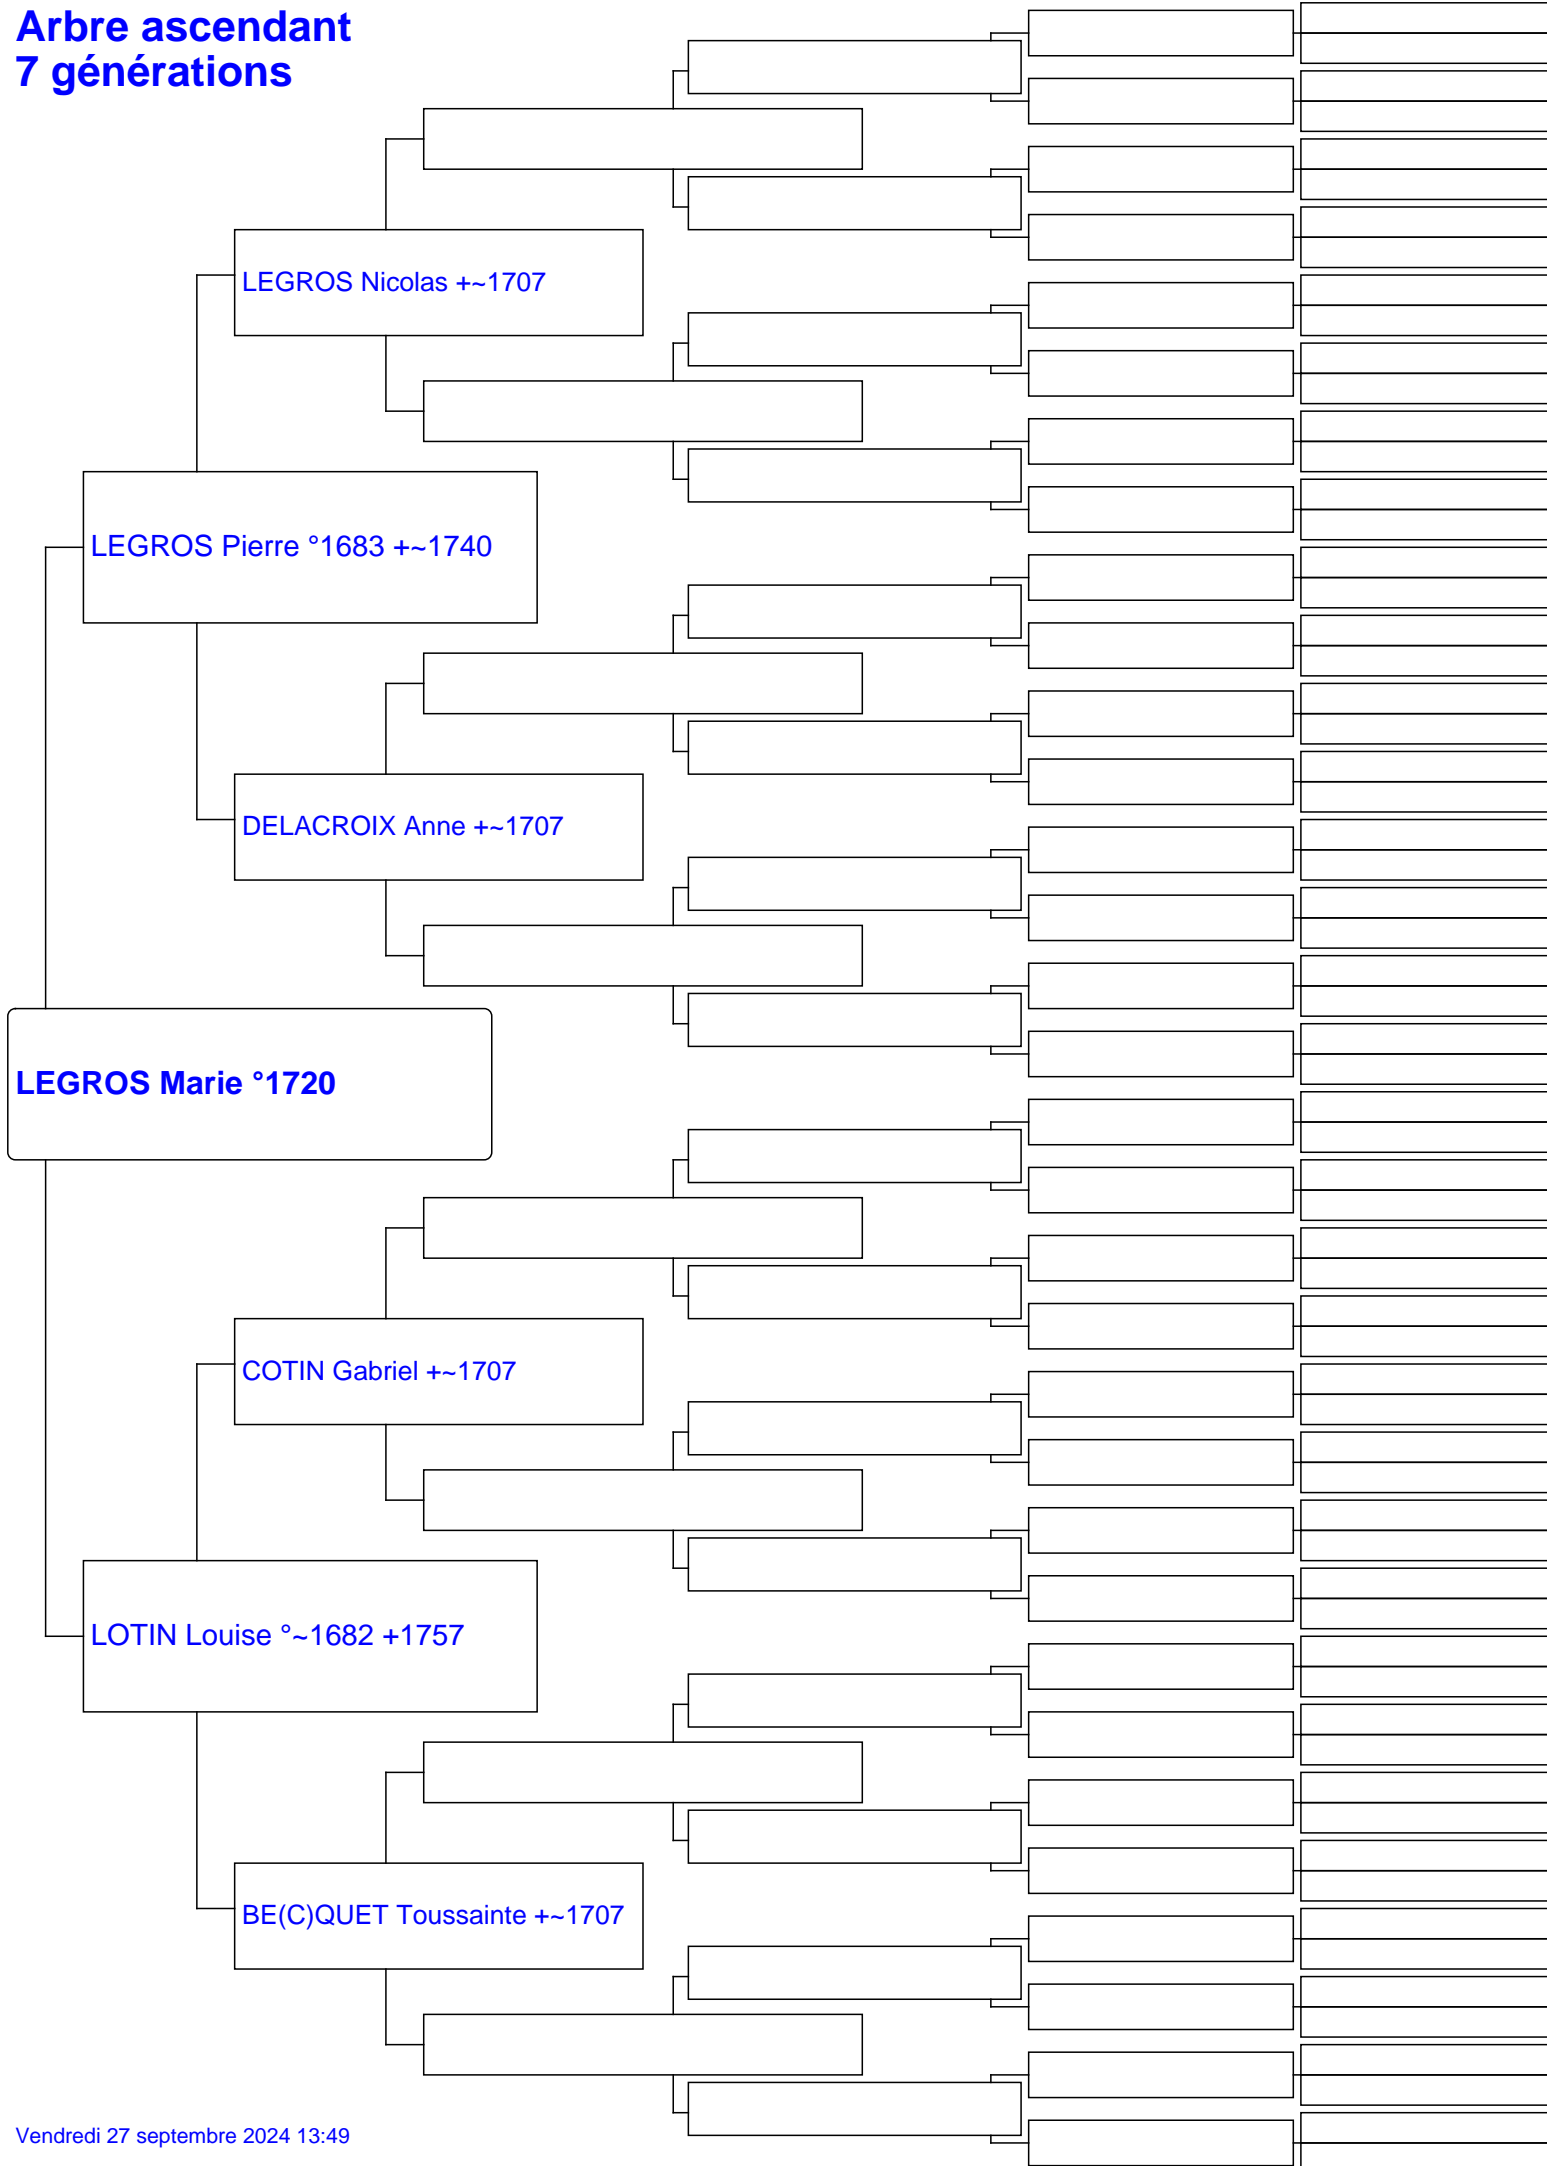 Arbre ascendant
7 générations
LEGROS Nicolas +~1707
LEGROS Pierre °1683 +~1740
DELACROIX Anne +~1707
LEGROS Marie °1720
COTIN Gabriel +~1707
LOTIN Louise °~1682 +1757
BE(C)QUET Toussainte +~1707
Vendredi 27 septembre 2024 13:49